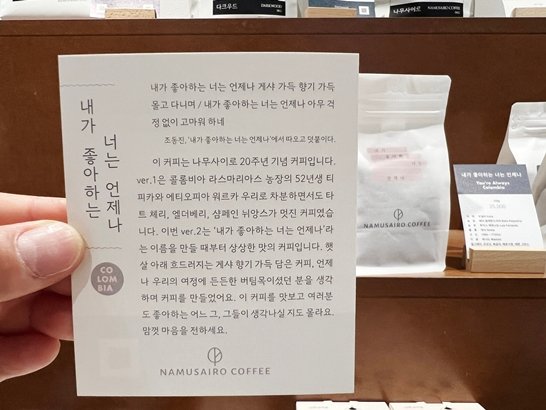 다크우드
DARKWOOD
나무사이로
NAMUSAIRO COFFEE
내가 좋아하는
너는 언제나
CO
LOM
BIA
내가 좋아하는 너는 언제나 게샤 가득 향기 가득
몰고 다니며 / 내가 좋아하는 너는 언제나 아무 걱
정 없이 고마워 하네
조동진, '내가 좋아하는 너는 언제나'에서 따오고 덧붙이다.
이 커피는 나무사이로 20주년 기념 커피입니다.
ver.1은 콜롬비아 라스마리아스 농장의 52년생 티
피카와 에티오피아 워르카 우리로 차분하면서도 타
트 체리, 엘더베리, 샴페인 뉘앙스가 멋진 커피였습
니다. 이번 ver.2는 '내가 좋아하는 너는 언제나'라
는 이름을 만들 때부터 상상한 맛의 커피입니다. 햇
살 아래 흐드러지는 게샤 향기 가득 담은 커피, 언제
나 우리의 여정에 든든한 버팀목이셨던 분을 생각
하며 커피를 만들었어요. 이 커피를 맛보고 여러분
도 좋아하는 어느 그, 그들이 생각나실 지도 몰라요.
맘껏 마음을 전하세요.
NAMUSAIRO COFFEE
NAMUSAIRO COFFEE
내가 좋아하는 너는 언제나
You're Always
Colombia